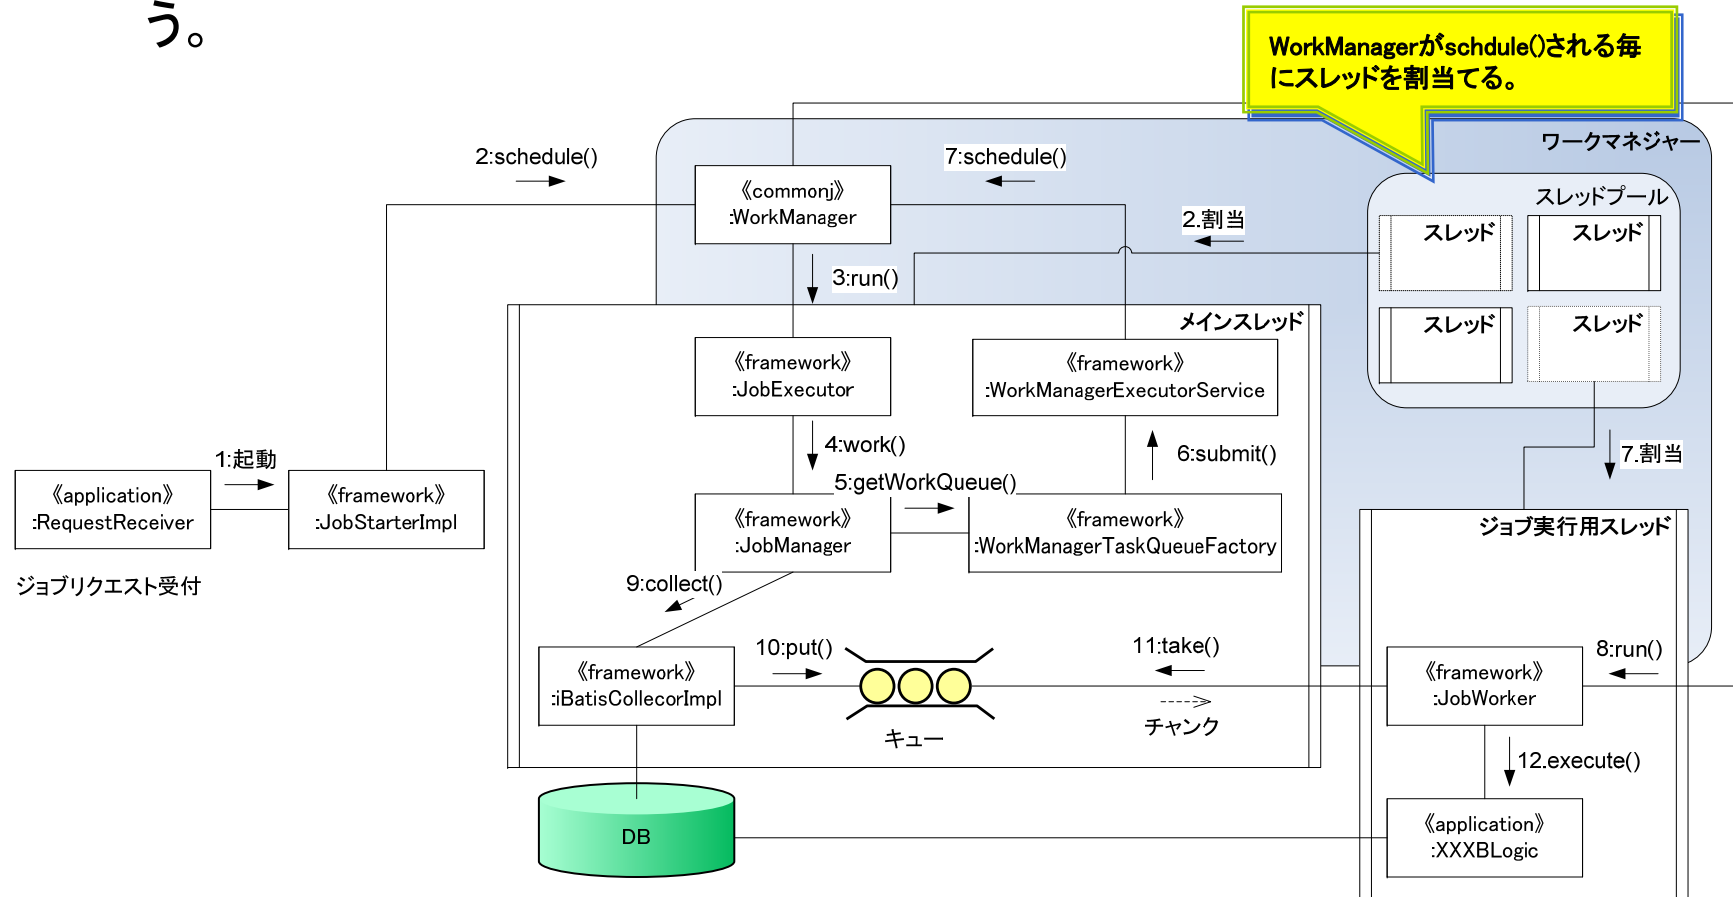 う。
WorkManagerがschdule()される毎
にスレッドを割当てる。
ワークマネジャー
2:schedule()
7:schedule()
《commonj》
:WorkManager
スレッドプール
スレッド
スレッド
2.割当
3:run()
メインスレッド
スレッド
スレッド
《framework》
:JobExecutor
《framework》
:WorkManagerExecutorService
4:work()
1:起動
6:submit()
7.割当
5:getWorkQueue()
《application》
:RequestReceiver
《framework》
:JobStarterImpl
《framework》
:JobManager
《framework》
:WorkManagerTaskQueueFactory
ジョブ実行用スレッド
ジョブリクエスト受付
9:collect()
10:put()
11:take()
8:run()
《framework》
:iBatisCollecorImpl
《framework》
:JobWorker
キュー
チャンク
12.execute()
DB
《application》
:XXXBLogic